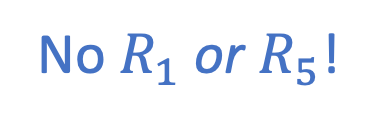 No R₁ or R₅!